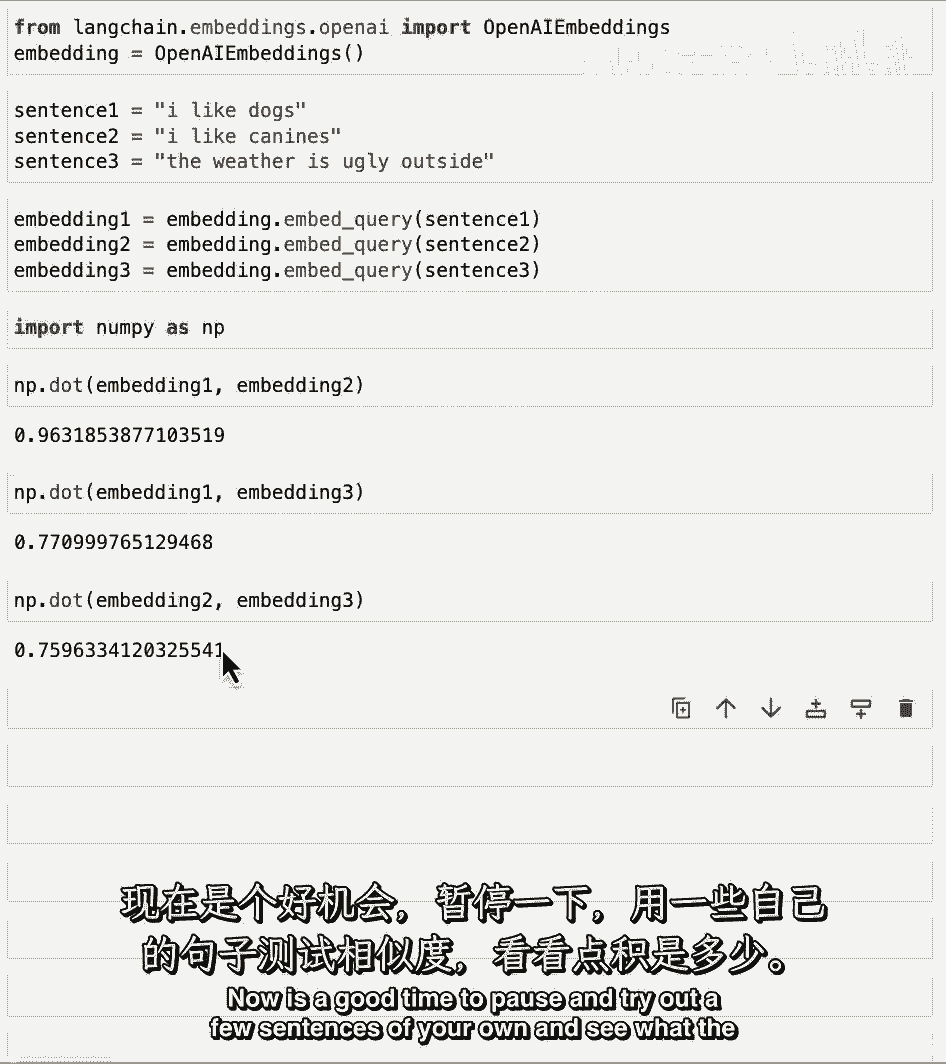 from langchain.embeddings.openai import OpenAIEmbeddings
embedding = OpenAIEmbeddings()
sentence1 = "i like dogs"
sentence2 = "i like canines"
sentence3 = "the weather is ugly outside"
embedding1 = embedding.embed_query(sentence1)
embedding2 = embedding.embed_query(sentence2)
embedding3 = embedding.embed_query(sentence3)
import numpy as np
np.dot(embedding1, embedding2)
0.9631853877103519
np.dot(embedding1, embedding3)
0.770999765129468
np.dot(embedding2, embedding3)
0.7596334120325541
现在是个好机会，暂停一下，用一些自己
的句子测试相似度，看看点积是多少。
Now is a good time to pause and try out a
few sentences of your own and see what the